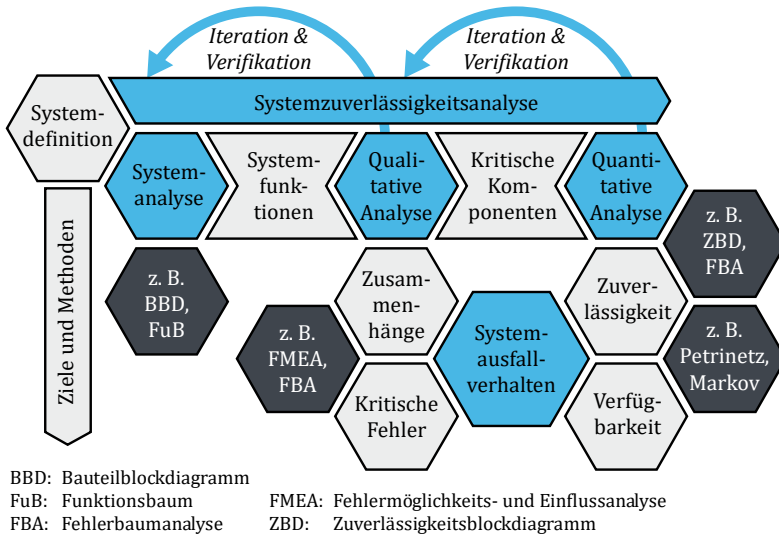 Iteration &
Verifikation
Iteration &
Verifikation
Systemzuverlässigkeitsanalyse
System-
definition
System-
analyse
System-
funk-
tionen
Quali-
tative
Analyse
Kritische
Kom-
ponenten
Quan-
titative
Analyse
Ziele und Methoden
z. B.
BBD,
FuB
z. B.
FMEA,
FBA
Zusam-
men-
hänge
Kritische
Fehler
System-
ausfall-
verhalten
Zuver-
lässigkeit
Verfüg-
barkeit
z. B.
ZBD,
FBA
z. B.
Petrinetz,
Markov
BBD: Bauteilblockdiagramm
FuB: Funktionsbaum
FMEA: Fehlermöglichkeits- und Einflussanalyse
FBA: Fehlerbaumanalyse
ZBD: Zuverlässigkeitsblockdiagramm